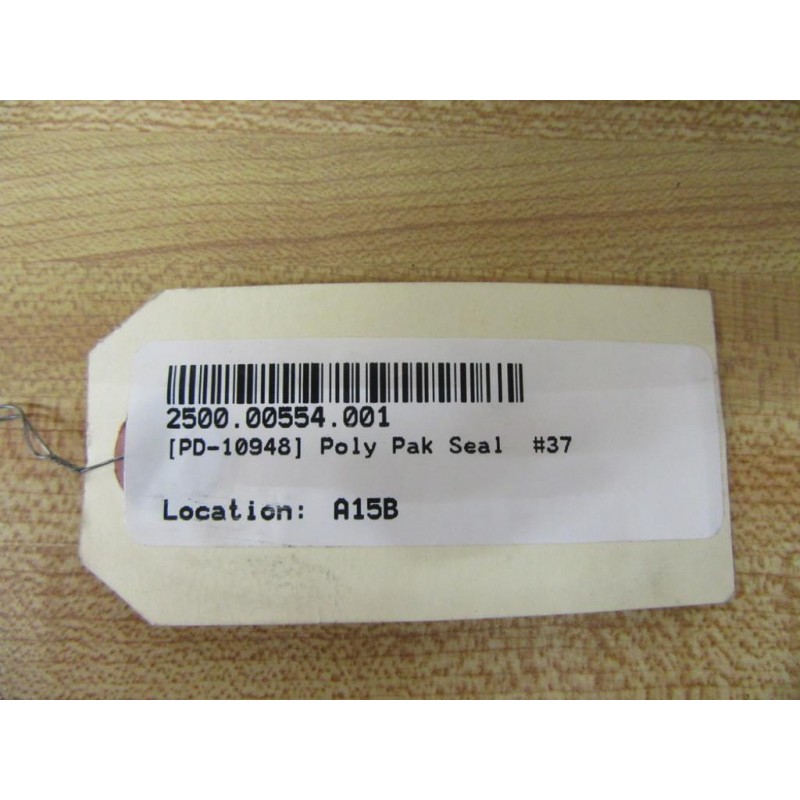 2500.00554.001
[PD-10948] Poly Pak Seal #37
Location: A15B